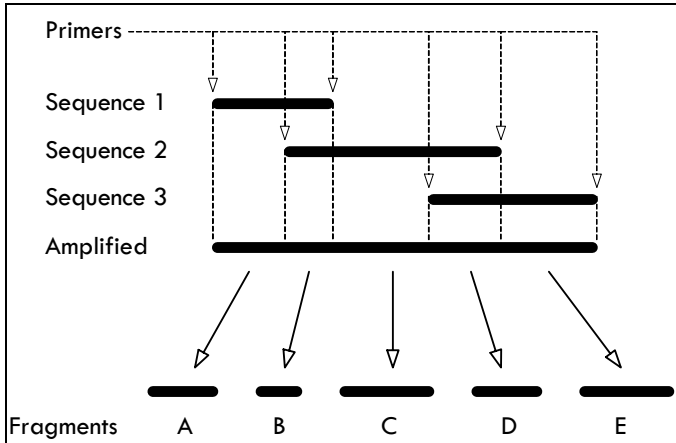 Primers
Sequence 1
Sequence 2
Sequence 3
Amplified
Fragments A B C D E